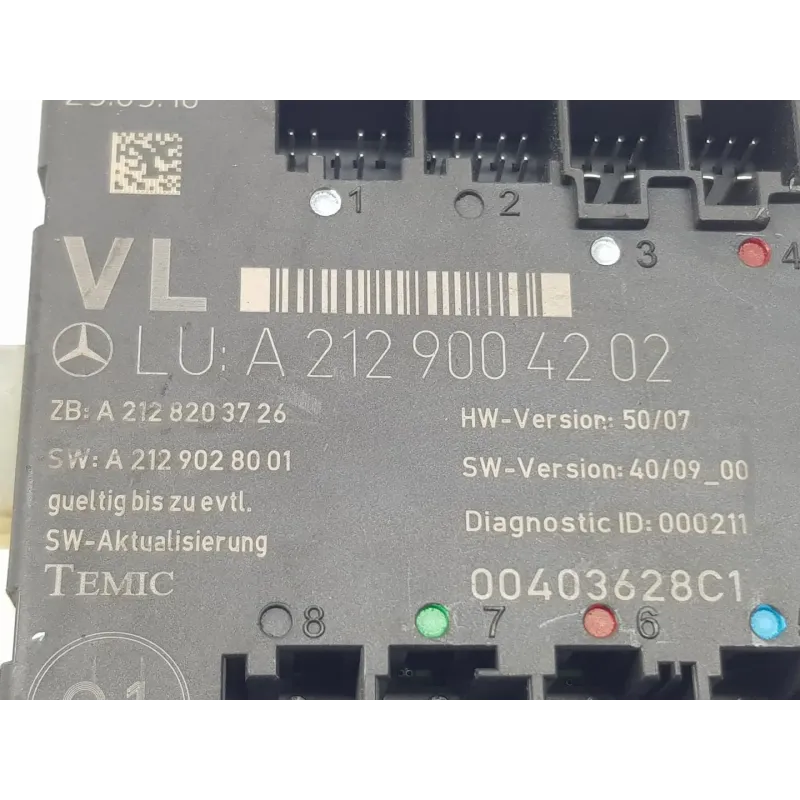 1 2
3 4
VL
LU: A 212 900 42 02
ZB: A 212 820 37 26
HW-Version: 50/07
SW: A 212 902 80 01
SW-Version: 40/09_00
gueltig bis zu evtl.
SW-Aktualisierung
Diagnostic ID: 000211
TEMIC
00403628C1
8 7 6 5